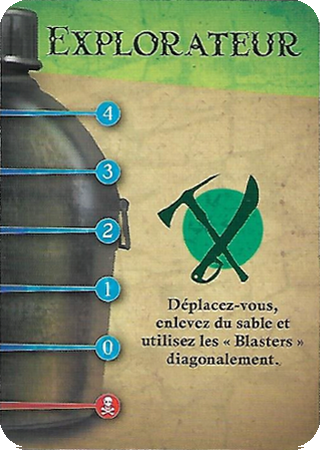 EXPLORATEUR
4
3
2
1
0
Déplacez-vous,
enlevez du sable et
utilisez les « Blasters »
diagonalement.